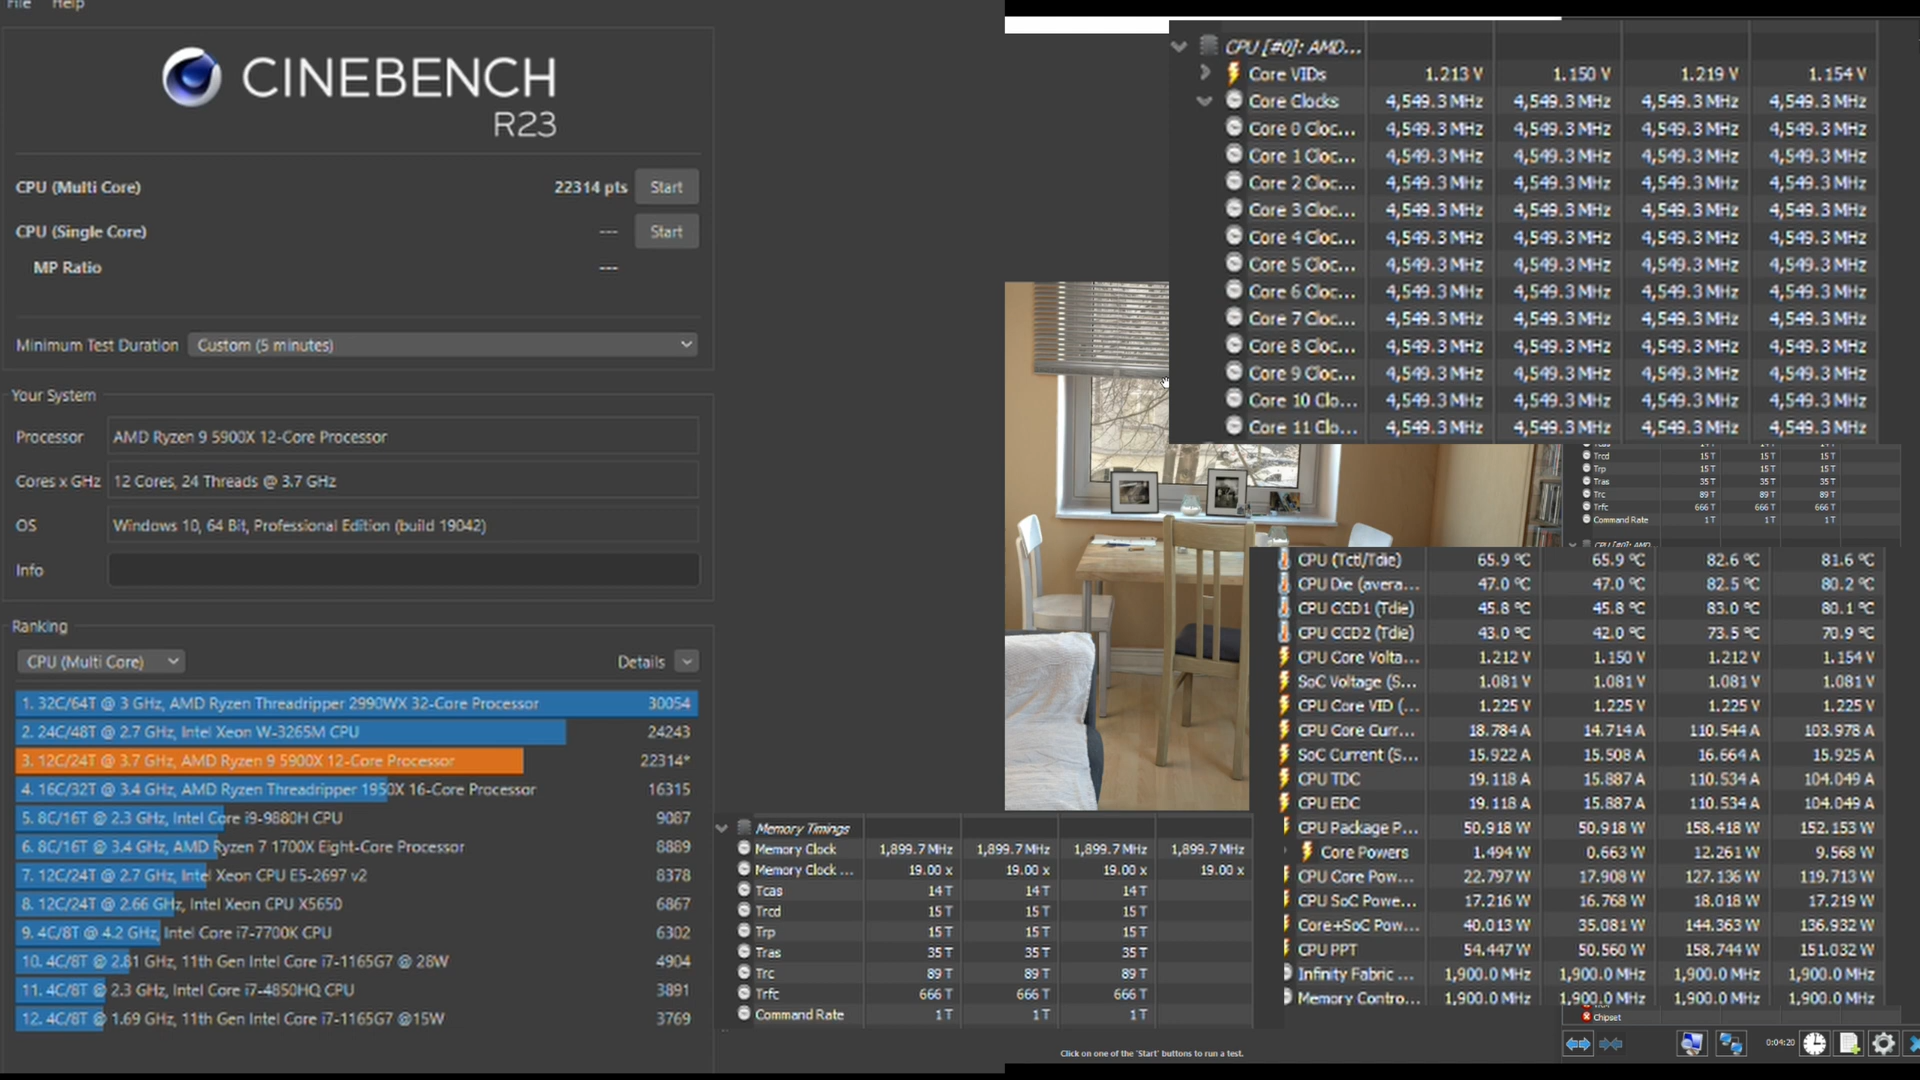 File Help
CINEBENCH
R23
CPU (Multi Core) 22314 pts Start
CPU (Single Core) --- Start
MP Ratio ---
Minimum Test Duration Custom (5 minutes)
Your System
Processor AMD Ryzen 9 5900X 12-Core Processor
Cores x GHz 12 Cores, 24 Threads @ 3.7 GHz
OS Windows 10, 64 Bit, Professional Edition (build 19042)
Info
Ranking
CPU (Multi Core) Details
1. 32C/64T @ 3 GHz, AMD Ryzen Threadripper 2990WX 32-Core Processor 30054
2. 24C/48T @ 2.7 GHz, Intel Xeon W-3265M CPU 24243
3. 12C/24T @ 3.7 GHz, AMD Ryzen 9 5900X 12-Core Processor 22314*
4. 16C/32T @ 3.4 GHz, AMD Ryzen Threadripper 1950X 16-Core Processor 16315
5. 8C/16T @ 2.3 GHz, Intel Core i9-9880H CPU 9087
6. 8C/16T @ 3.4 GHz, AMD Ryzen 7 1700X Eight-Core Processor 8889
7. 12C/24T @ 2.7 GHz, Intel Xeon CPU E5-2697 v2 8378
8. 12C/24T @ 2.66 GHz, Intel Xeon CPU X5650 6867
9. 4C/8T @ 4.2 GHz, Intel Core i7-7700K CPU 6302
10. 4C/8T @ 2.81 GHz, 11th Gen Intel Core i7-1165G7 @ 28W 4904
11. 4C/8T @ 2.3 GHz, Intel Core i7-4850HQ CPU 3891
12. 4C/8T @ 1.69 GHz, 11th Gen Intel Core i7-1165G7 @15W 3769
CPU [#0]: AMD...
Core VIDs 1.213 V 1.150 V 1.219 V 1.154 V
Core Clocks 4,549.3 MHz 4,549.3 MHz 4,549.3 MHz 4,549.3 MHz
Core 0 Cloc... 4,549.3 MHz 4,549.3 MHz 4,549.3 MHz 4,549.3 MHz
Core 1 Cloc... 4,549.3 MHz 4,549.3 MHz 4,549.3 MHz 4,549.3 MHz
Core 2 Cloc... 4,549.3 MHz 4,549.3 MHz 4,549.3 MHz 4,549.3 MHz
Core 3 Cloc... 4,549.3 MHz 4,549.3 MHz 4,549.3 MHz 4,549.3 MHz
Core 4 Cloc... 4,549.3 MHz 4,549.3 MHz 4,549.3 MHz 4,549.3 MHz
Core 5 Cloc... 4,549.3 MHz 4,549.3 MHz 4,549.3 MHz 4,549.3 MHz
Core 6 Cloc... 4,549.3 MHz 4,549.3 MHz 4,549.3 MHz 4,549.3 MHz
Core 7 Cloc... 4,549.3 MHz 4,549.3 MHz 4,549.3 MHz 4,549.3 MHz
Core 8 Cloc... 4,549.3 MHz 4,549.3 MHz 4,549.3 MHz 4,549.3 MHz
Core 9 Cloc... 4,549.3 MHz 4,549.3 MHz 4,549.3 MHz 4,549.3 MHz
Core 10 Clo... 4,549.3 MHz 4,549.3 MHz 4,549.3 MHz 4,549.3 MHz
Core 11 Clo... 4,549.3 MHz 4,549.3 MHz 4,549.3 MHz 4,549.3 MHz
Trcd 15 T 15 T 15 T
Trp 15 T 15 T 15 T
Tras 35 T 35 T 35 T
Trc 89 T 89 T 89 T
Trfc 666 T 666 T 666 T
Command Rate 1 T 1 T 1 T
CPU (Tctl/Tdie) 65.9 °C 65.9 °C 82.6 °C 81.6 °C
CPU Die (avera... 47.0 °C 47.0 °C 82.5 °C 80.2 °C
CPU CCD1 (Tdie) 45.8 °C 45.8 °C 83.0 °C 80.1 °C
CPU CCD2 (Tdie) 43.0 °C 42.0 °C 73.5 °C 70.9 °C
CPU Core Volta... 1.212 V 1.150 V 1.212 V 1.154 V
SoC Voltage (S... 1.081 V 1.081 V 1.081 V 1.081 V
CPU Core VID (... 1.225 V 1.225 V 1.225 V 1.225 V
CPU Core Curr... 18.784 A 14.714 A 110.544 A 103.978 A
SoC Current (S... 15.922 A 15.508 A 16.664 A 15.925 A
CPU TDC 19.118 A 15.887 A 110.534 A 104.049 A
CPU EDC 19.118 A 15.887 A 110.534 A 104.049 A
CPU Package P... 50.918 W 50.918 W 158.418 W 152.153 W
Core Powers 1.494 W 0.663 W 12.261 W 9.568 W
CPU Core Pow... 22.797 W 17.908 W 127.136 W 119.713 W
CPU SoC Powe... 17.216 W 16.768 W 18.018 W 17.219 W
Core+SoC Pow... 40.013 W 35.081 W 144.363 W 136.932 W
CPU PPT 54.447 W 50.560 W 158.744 W 151.032 W
Infinity Fabric ... 1,900.0 MHz 1,900.0 MHz 1,900.0 MHz 1,900.0 MHz
Memory Contro... 1,900.0 MHz 1,900.0 MHz 1,900.0 MHz 1,900.0 MHz
Chipset
Memory Timings
Memory Clock 1,899.7 MHz 1,899.7 MHz 1,899.7 MHz 1,899.7 MHz
Memory Clock ... 19.00 x 19.00 x 19.00 x 19.00 x
Tcas 14 T 14 T 14 T
Trcd 15 T 15 T 15 T
Trp 15 T 15 T 15 T
Tras 35 T 35 T 35 T
Trc 89 T 89 T 89 T
Trfc 666 T 666 T 666 T
Command Rate 1 T 1 T 1 T
Click on one of the 'Start' buttons to run a test.
0:04:20